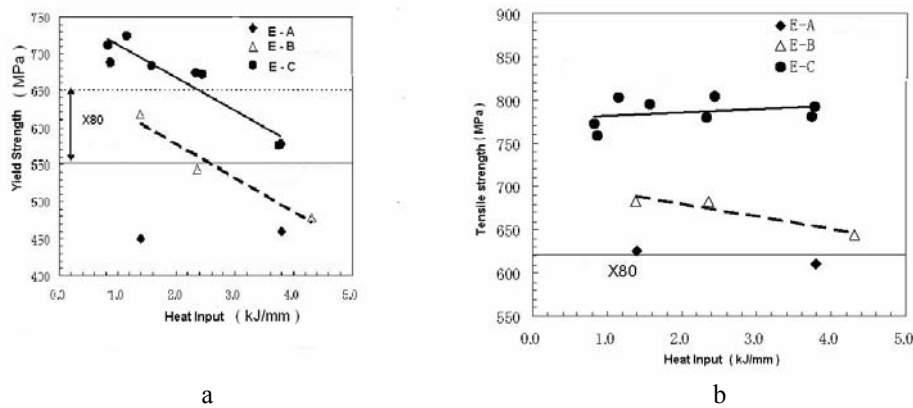 750
700
650
600
550
500
450
400
Yield Strength (MPa)
X80
E-A
E-B
E-C
0.0 1.0 2.0 3.0 4.0 5.0
Heat Input (kJ/mm)
a
900
850
800
750
700
650
600
550
Tensile strength (MPa)
E-A
E-B
E-C
X80
0.0 1.0 2.0 3.0 4.0 5.0
Heat Input (kJ/mm)
b